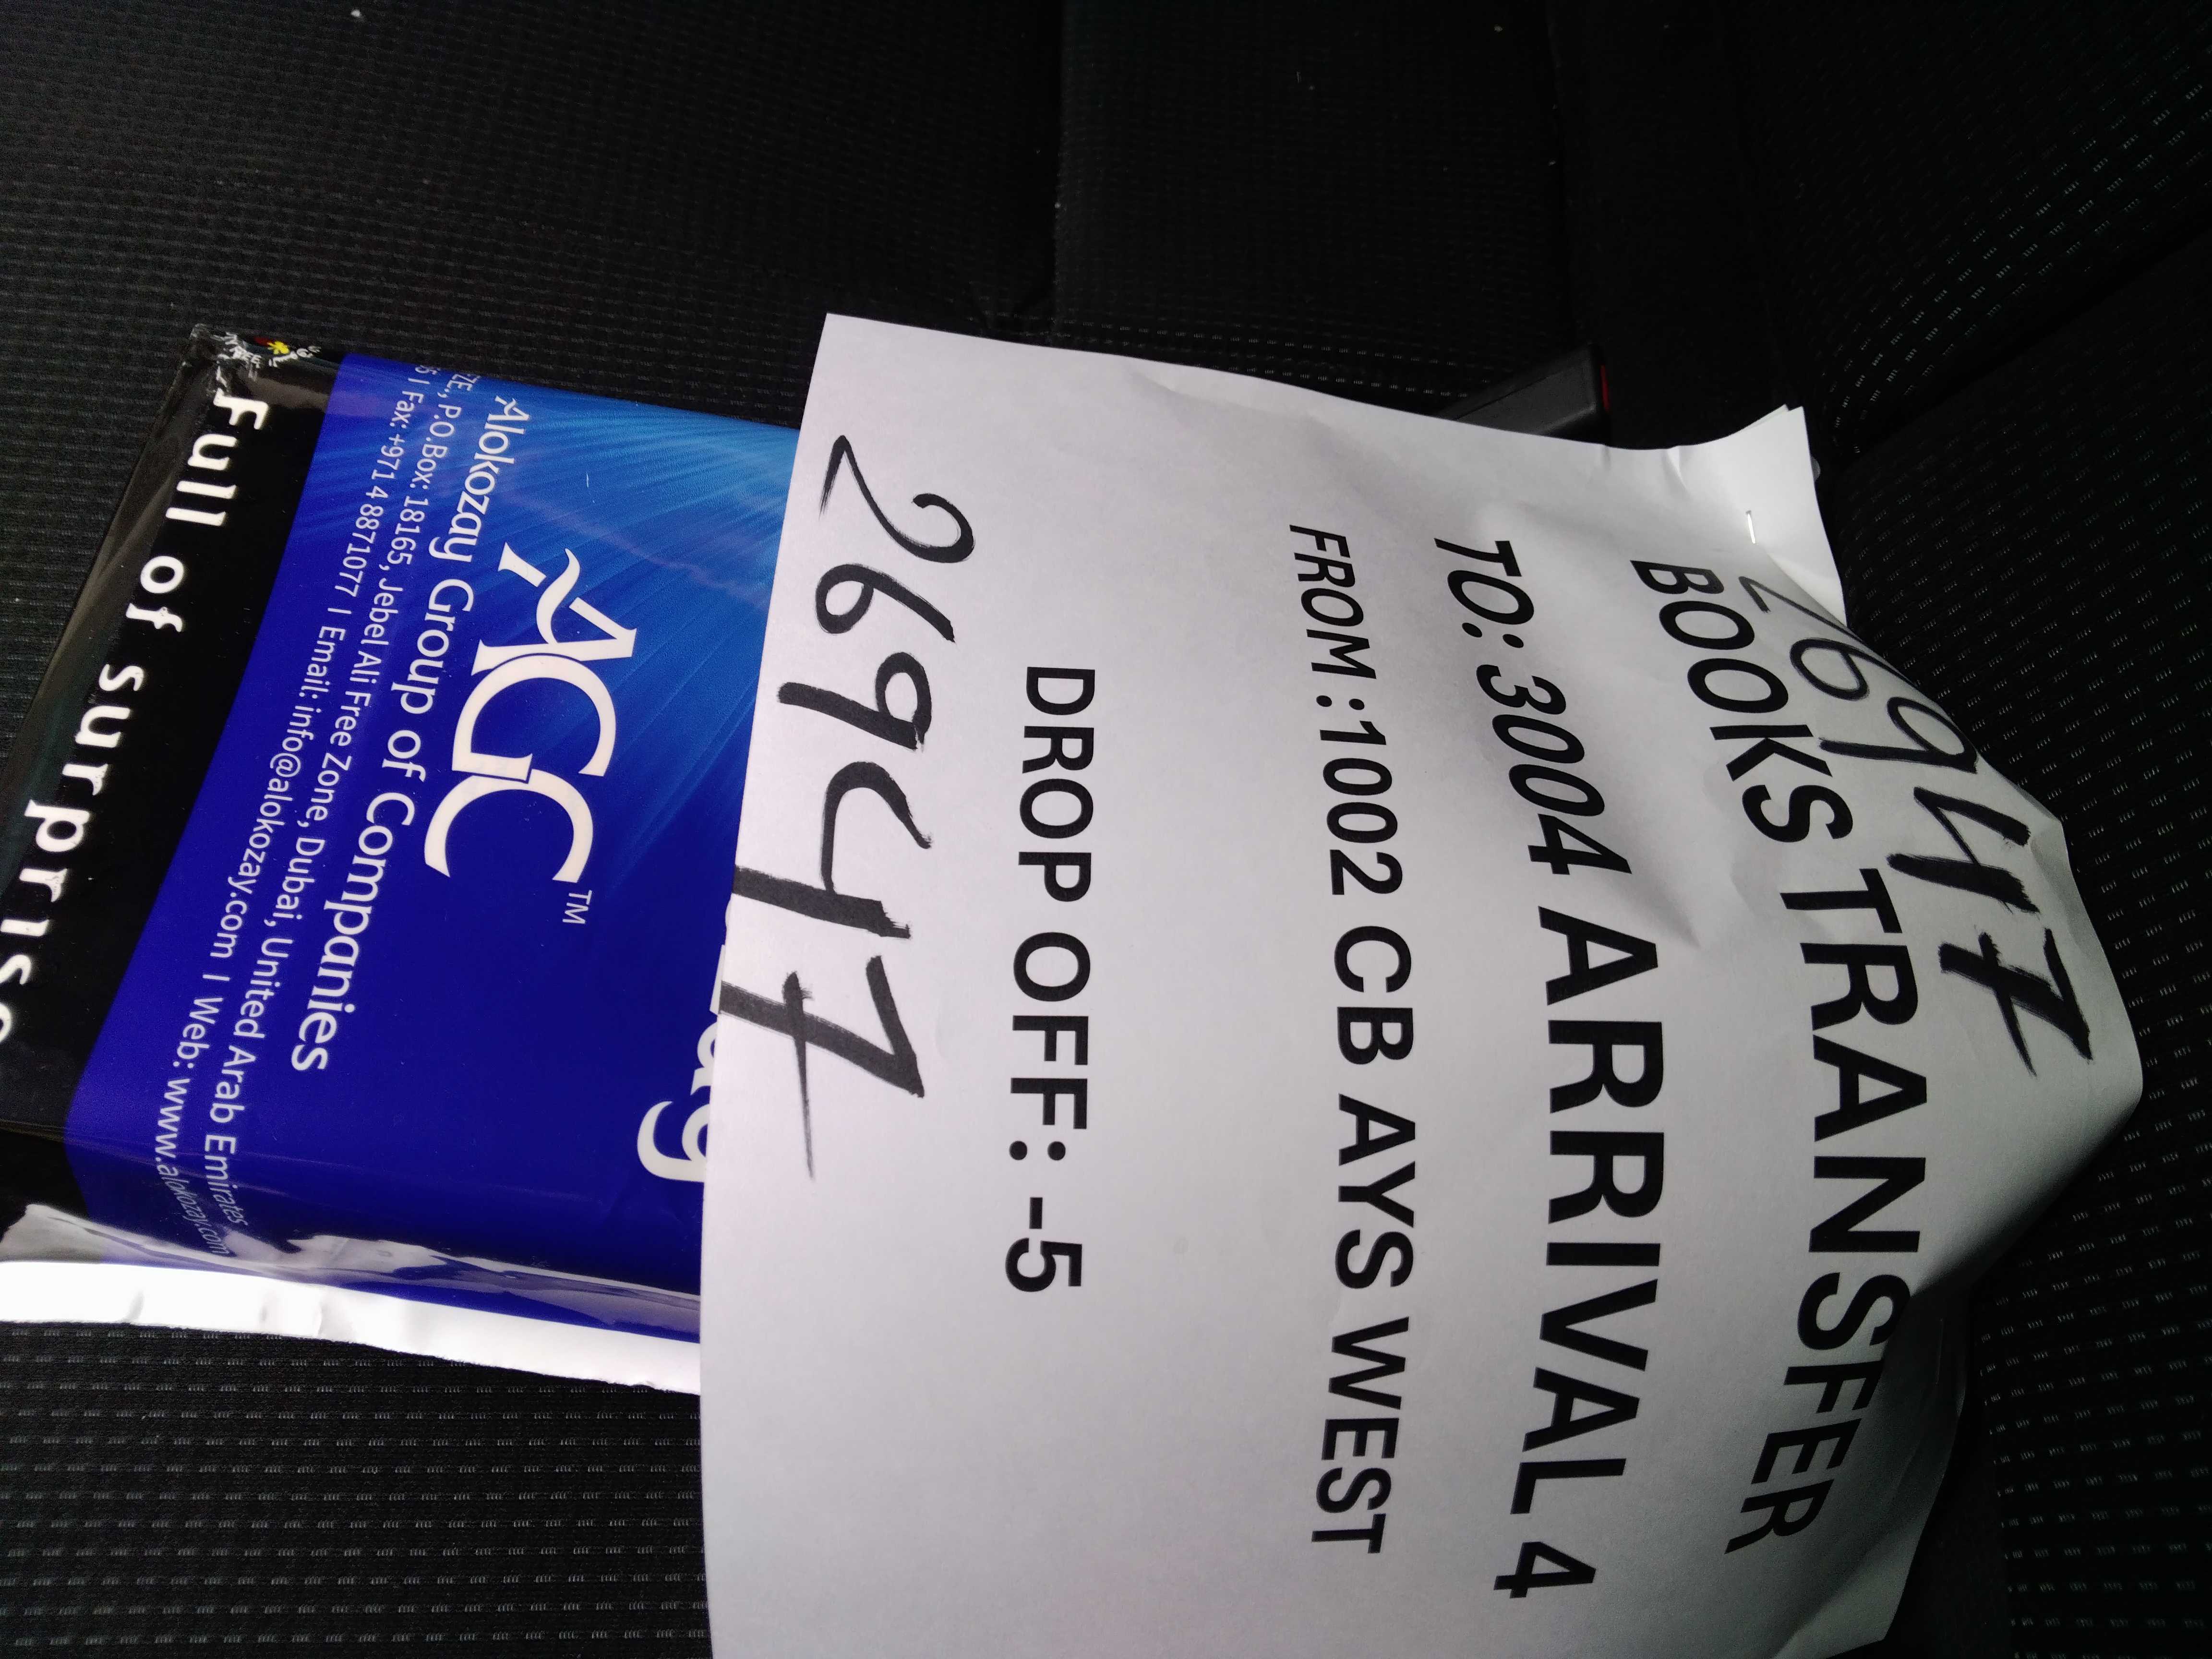 26947
BOOKS TRANSFER
TO: 3004 ARRIVAL 4
FROM :1002 CB AYS WEST
DROP OFF: -5
26947
AGC™
Alokozay Group of Companies
P.O.Box: 18165, Jebel Ali Free Zone, Dubai, United Arab Emirates
Fax: +971 4 8871077 I Email: info@alokozay.com I Web: www.alokozay.com
Full of surprise